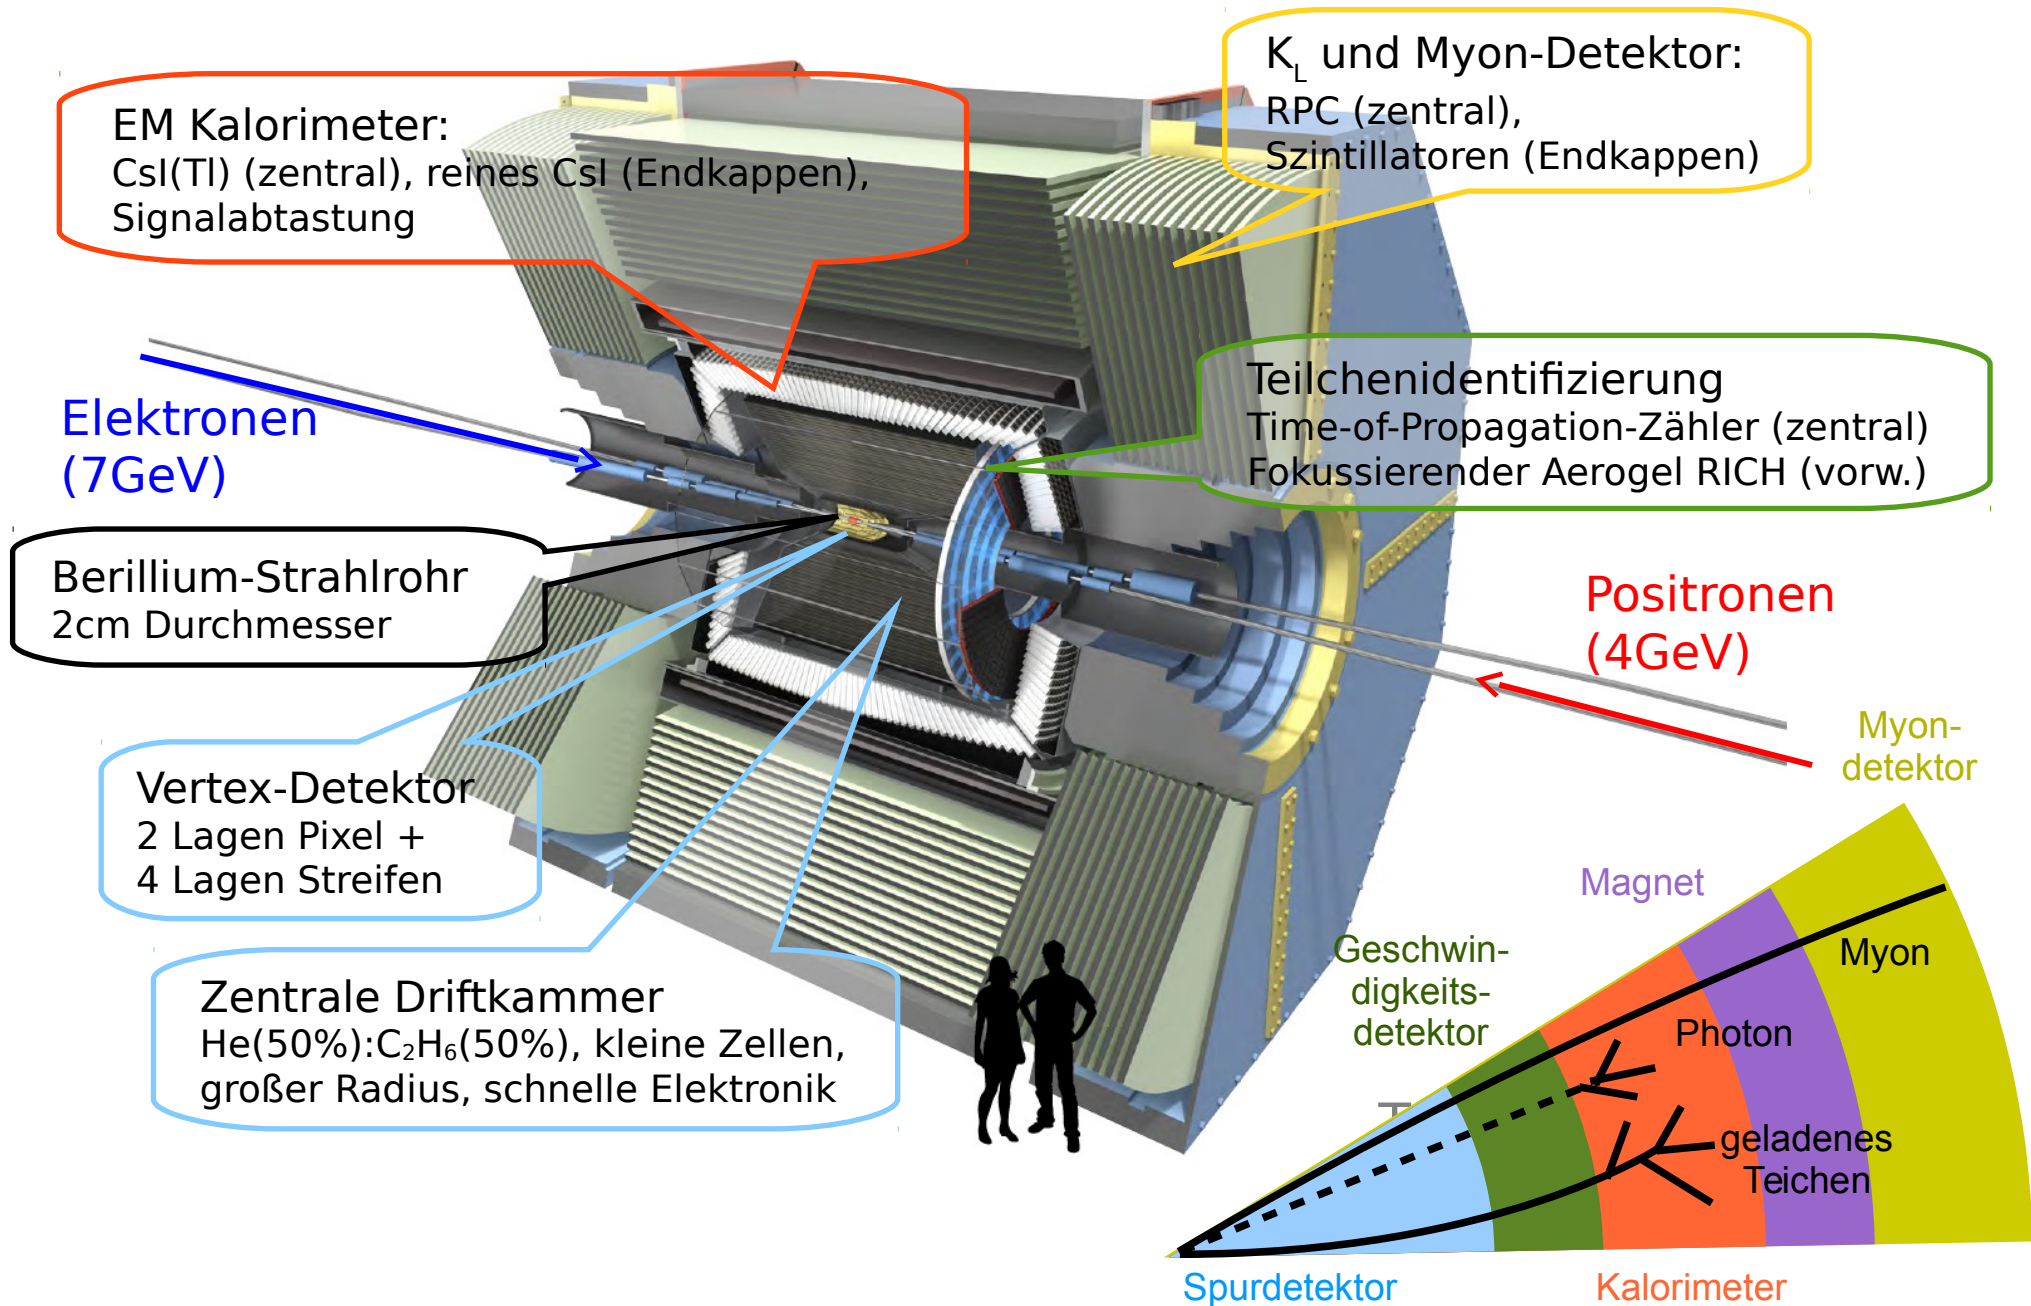 EM Kalorimeter:
CsI(Tl) (zentral), reines CsI (Endkappen),
Signalabtastung
K_L und Myon-Detektor:
RPC (zentral),
Szintillatoren (Endkappen)
Teilchenidentifizierung
Time-of-Propagation-Zähler (zentral)
Fokussierender Aerogel RICH (vorw.)
Elektronen
(7GeV)
Berillium-Strahlrohr
2cm Durchmesser
Positronen
(4GeV)
Vertex-Detektor
2 Lagen Pixel +
4 Lagen Streifen
Zentrale Driftkammer
He(50%):C₂H₆(50%), kleine Zellen,
großer Radius, schnelle Elektronik
Myon-
detektor
Magnet
Geschwin-
digkeits-
detektor
Myon
Photon
geladenes
Teichen
Spurdetektor
Kalorimeter